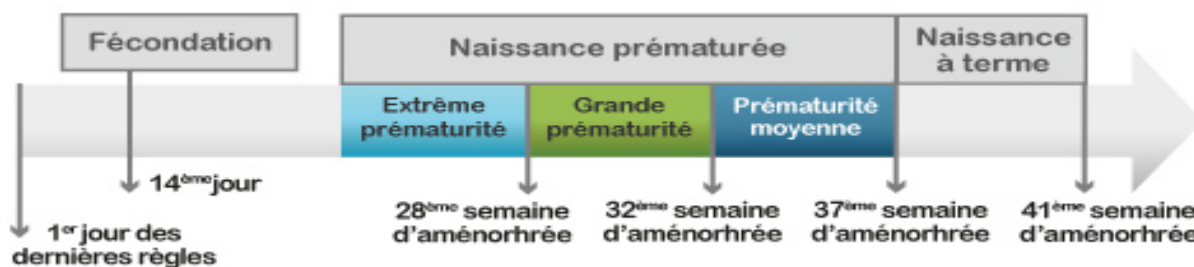 Fécondation
Naissance prématurée
Naissance
à terme
Extrême
prématurité
Grande
prématurité
Prématurité
moyenne
14ème jour
1er jour des
dernières règles
28ème semaine
d'aménorhrée
32ème semaine
d'aménorhrée
37ème semaine
d'aménorhrée
41ème semaine
d'aménorhrée